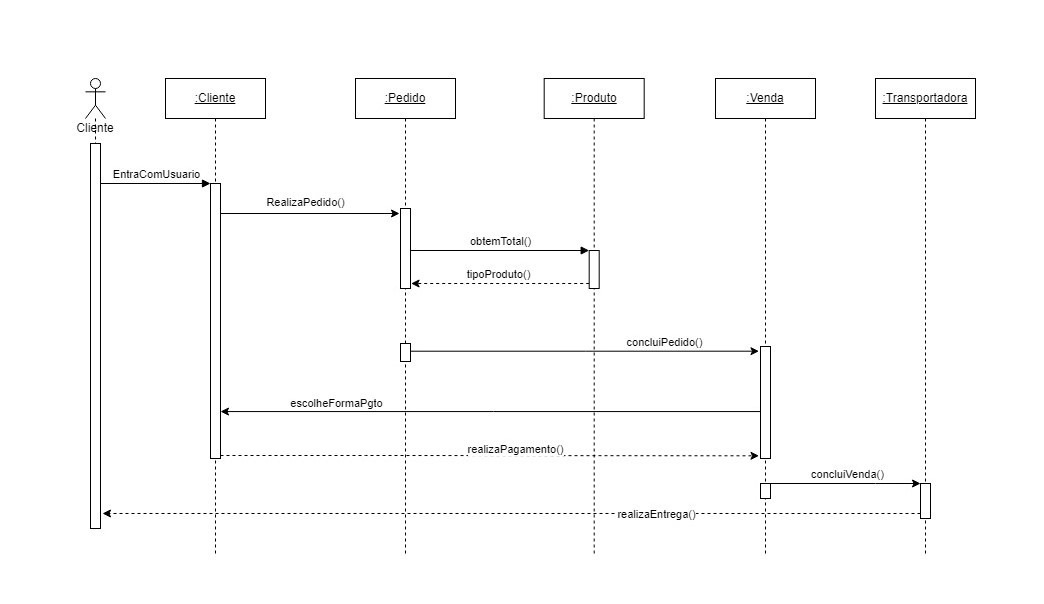 :Cliente
:Pedido
:Produto
:Venda
:Transportadora
Cliente
EntraComUsuario
RealizaPedido()
obtemTotal()
tipoProduto()
concluiPedido()
escolheFormaPgto
realizaPagamento()
concluiVenda()
realizaEntrega()